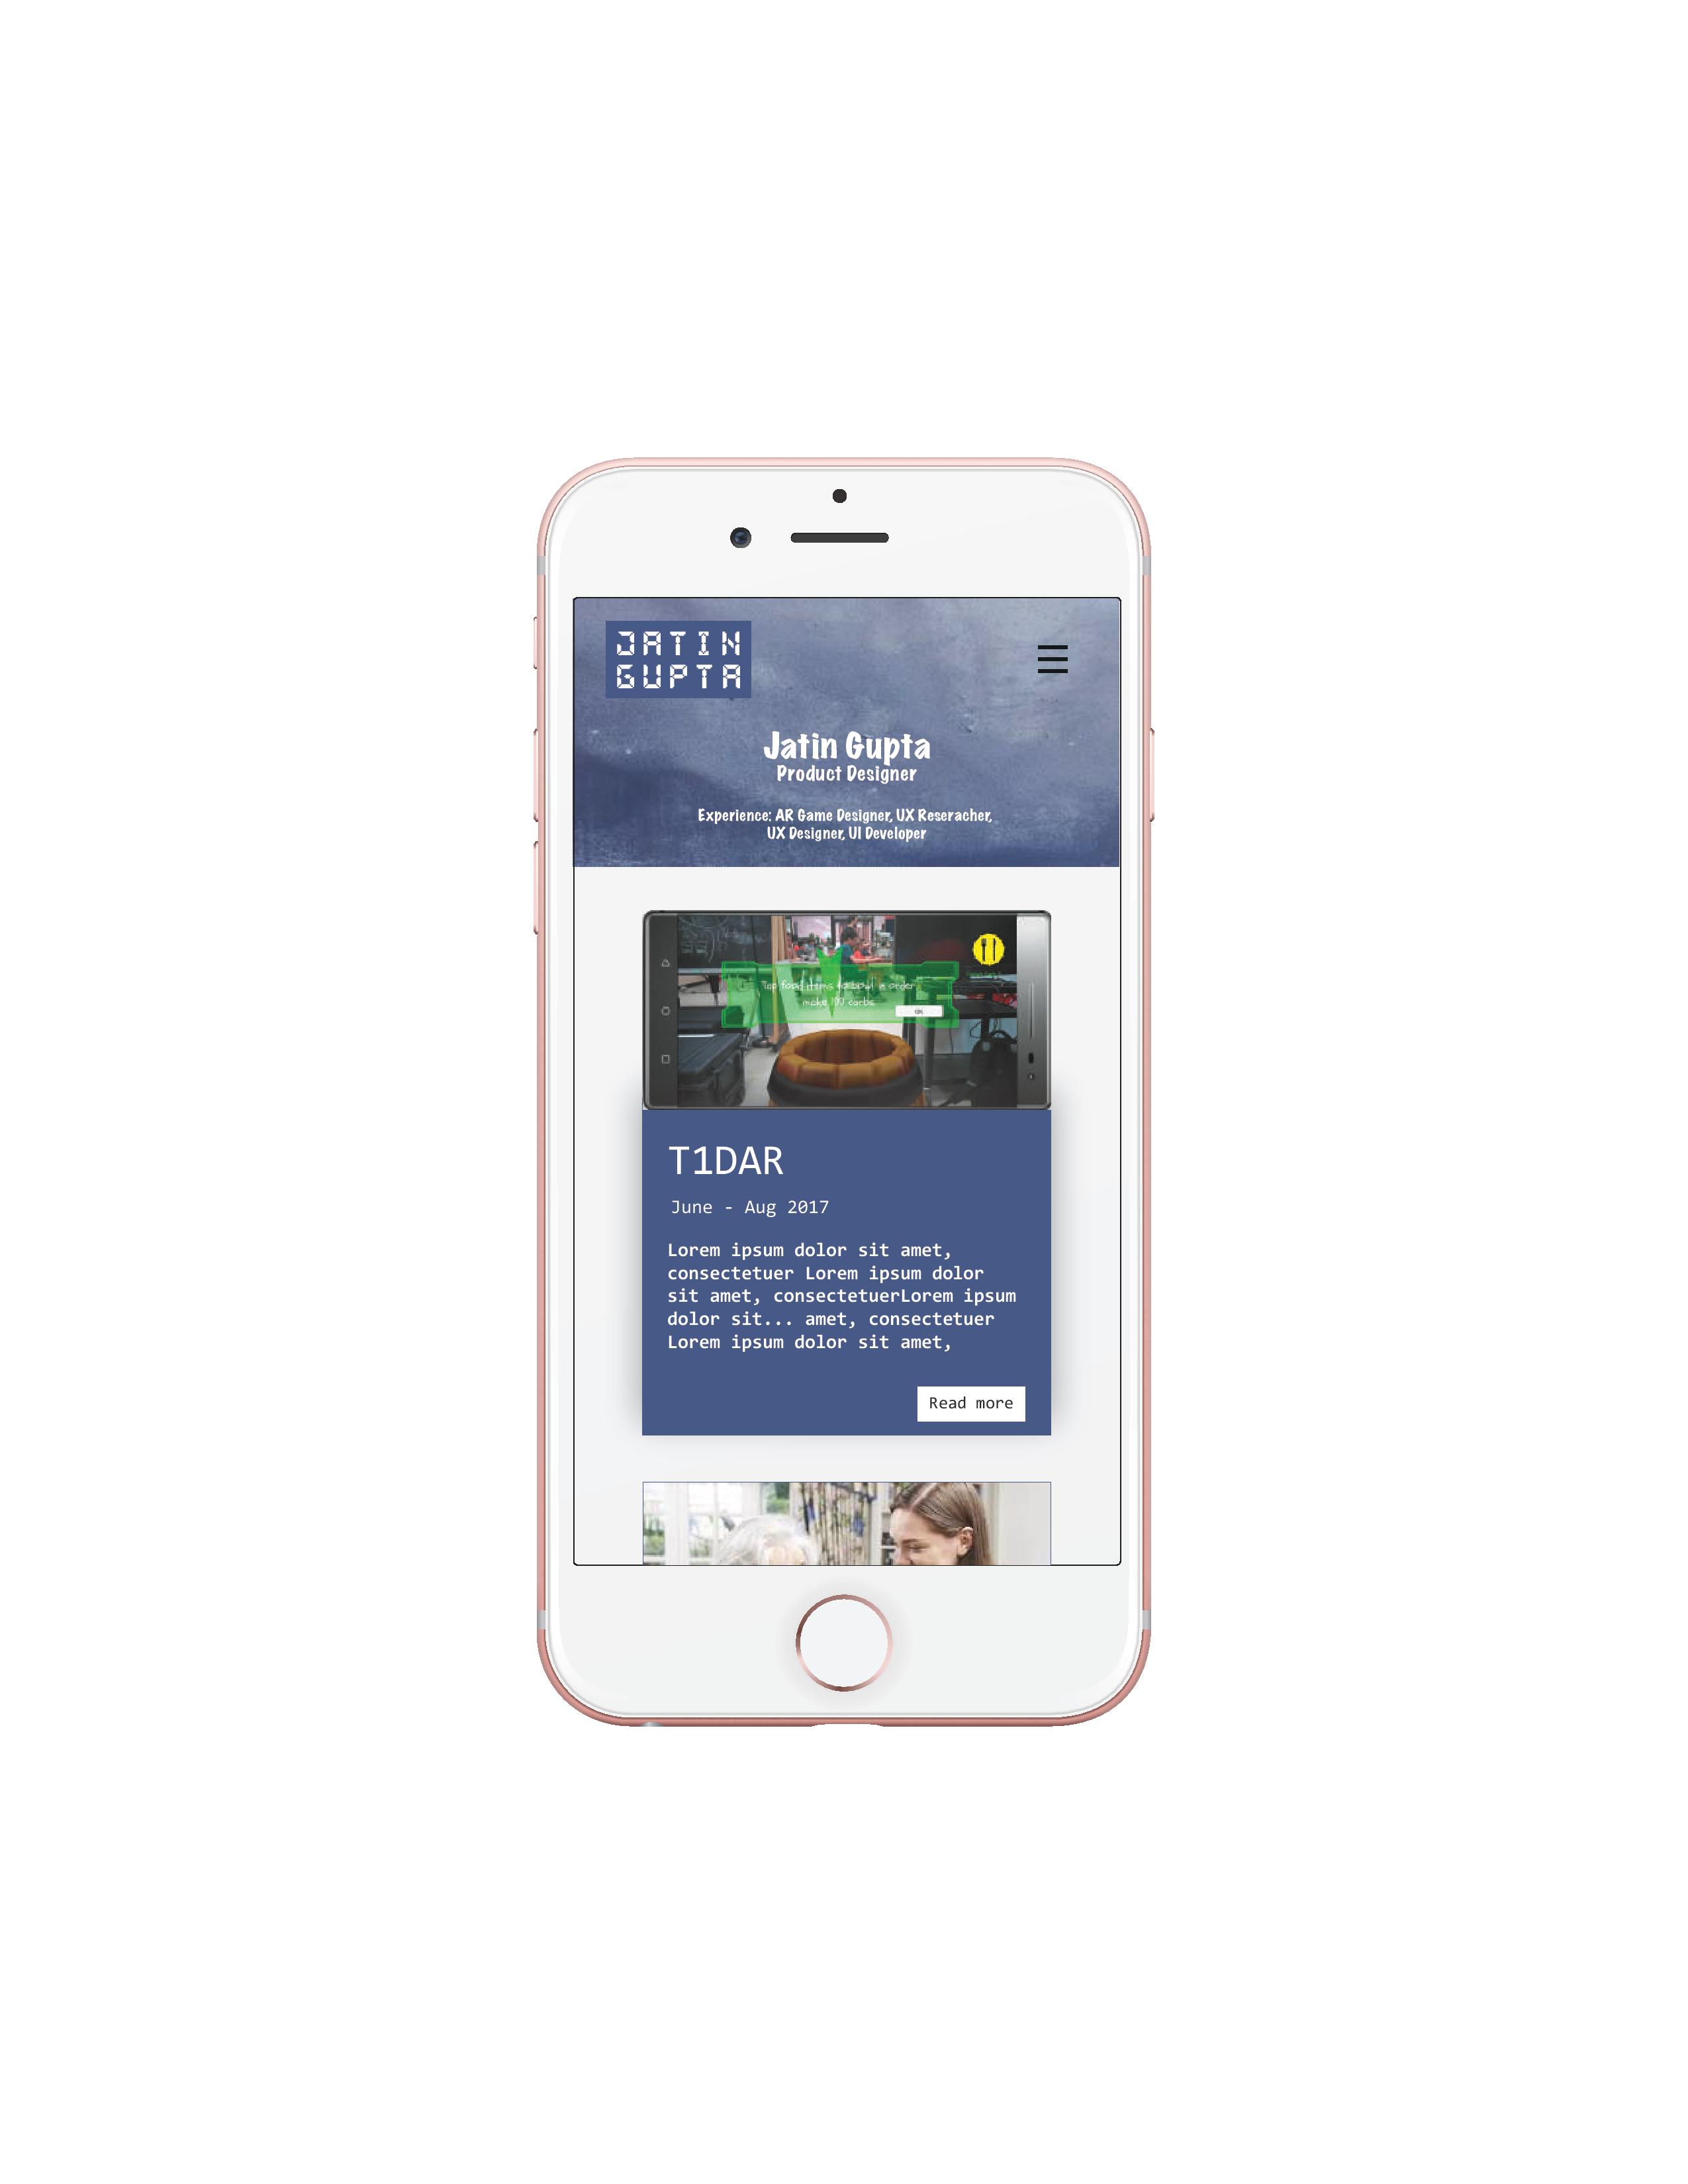 JATIN
GUPTA
Jatin Gupta
Product Designer
Experience: AR Game Designer, UX Reseracher,
UX Designer, UI Developer
Tap food items to bowl in order
make 100 carbs
T1DAR
June - Aug 2017
Lorem ipsum dolor sit amet,
consectetuer Lorem ipsum dolor
sit amet, consectetuerLorem ipsum
dolor sit... amet, consectetuer
Lorem ipsum dolor sit amet,
Read more